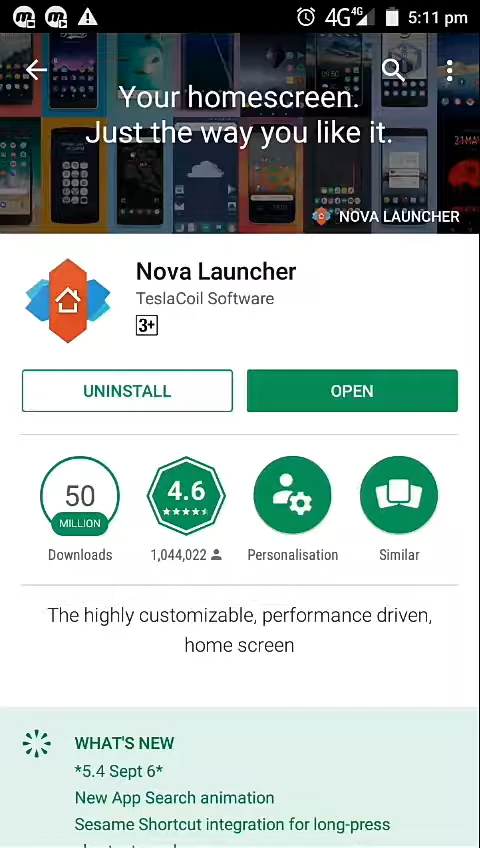 4G 4G 5:11 pm
Your homescreen.
Just the way you like it.
NOVA LAUNCHER
Nova Launcher
TeslaCoil Software
3+
UNINSTALL
OPEN
50
MILLION
4.6
Downloads
1,044,022
Personalisation
Similar
The highly customizable, performance driven,
home screen
WHAT'S NEW
*5.4 Sept 6*
New App Search animation
Sesame Shortcut integration for long-press